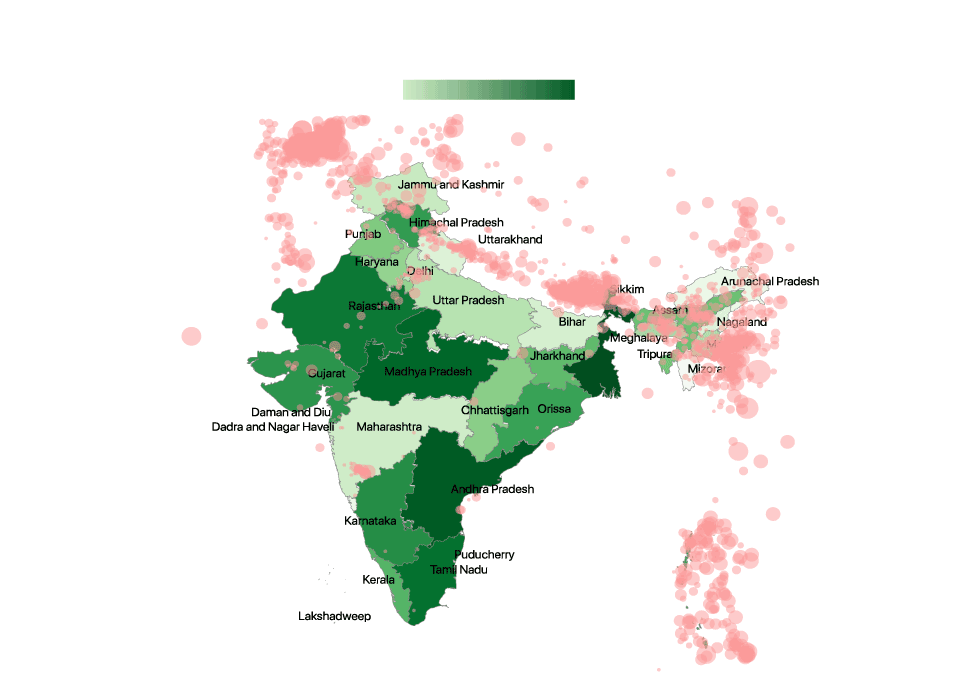 Jammu and Kashmir
Himachal Pradesh
Punjab
Uttarakhand
Haryana
Delhi
Arunachal Pradesh
Sikkim
Rajasthan
Uttar Pradesh
Assam
Bihar
Nagaland
Meghalaya
Jharkhand
Tripura
Gujarat
Madhya Pradesh
Mizoram
Daman and Diu
Chhattisgarh
Orissa
Dadra and Nagar Haveli
Maharashtra
Andhra Pradesh
Karnataka
Puducherry
Tamil Nadu
Kerala
Lakshadweep